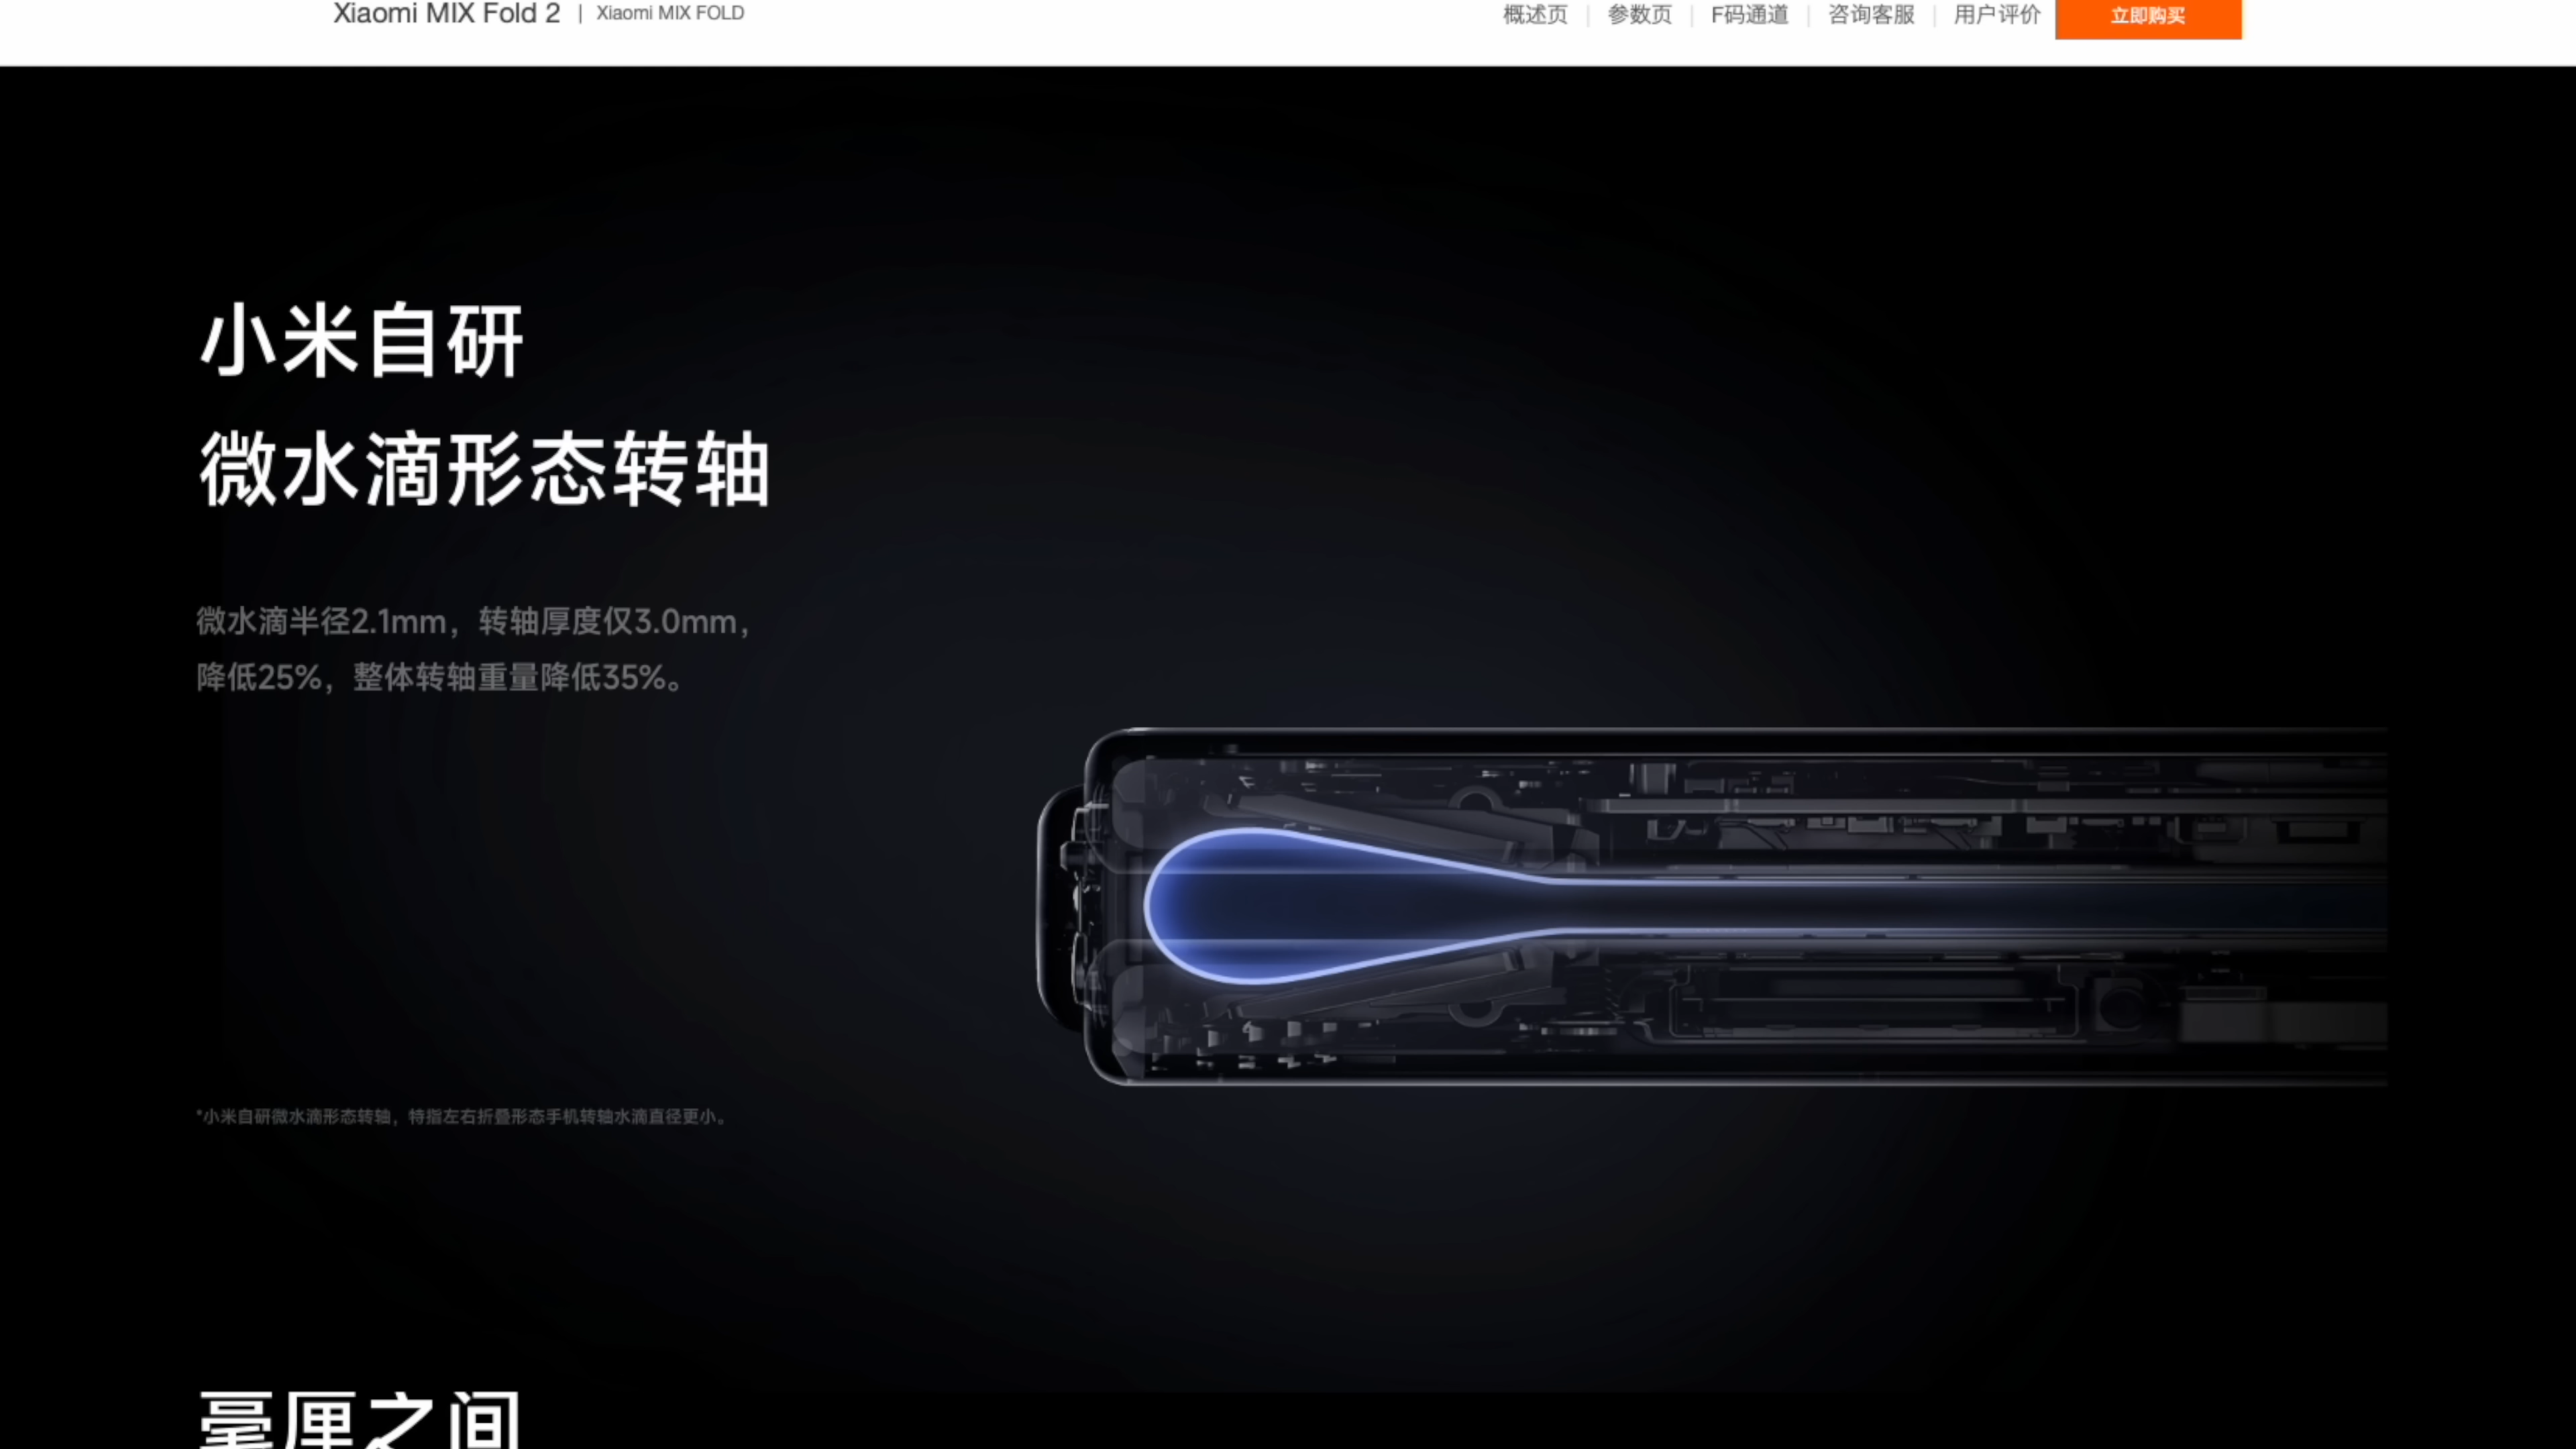 Xiaomi MIX Fold 2 | Xiaomi MIX FOLD
概述页 | 参数页 | F码通道 | 咨询客服 | 用户评价 立即购买
小米自研
微水滴形态转轴
微水滴半径2.1mm，转轴厚度仅3.0mm，
降低25%，整体转轴重量降低35%。
*小米自研微水滴形态转轴，特指左右折叠形态手机转轴水滴直径更小。
毫厘之间